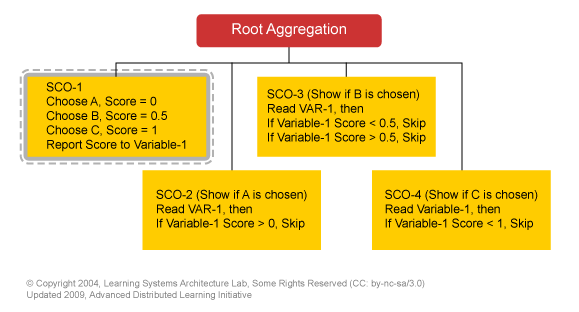 Root Aggregation
SCO-1
Choose A, Score = 0
Choose B, Score = 0.5
Choose C, Score = 1
Report Score to Variable-1
SCO-3 (Show if B is chosen)
Read VAR-1, then
If Variable-1 Score < 0.5, Skip
If Variable-1 Score > 0.5, Skip
SCO-2 (Show if A is chosen)
Read VAR-1, then
If Variable-1 Score > 0, Skip
SCO-4 (Show if C is chosen)
Read Variable-1, then
If Variable-1 Score < 1, Skip
© Copyright 2004, Learning Systems Architecture Lab, Some Rights Reserved (CC: by-nc-sa/3.0)
Updated 2009, Advanced Distributed Learning Initiative